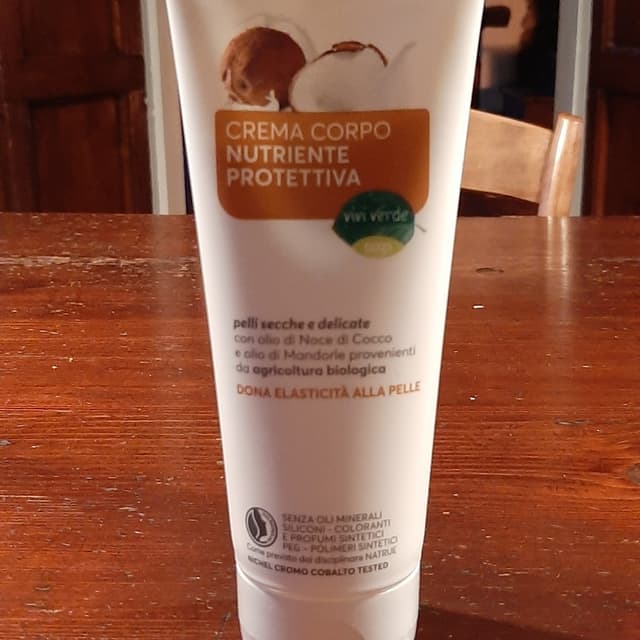 CREMA CORPO
NUTRIENTE
PROTETTIVA
vivi verde
pelli secche e delicate
con olio di Noce di Cocco
e olio di Mandorle provenienti
da agricoltura biologica
DONA ELASTICITÀ ALLA PELLE
SENZA OLI MINERALI
SILICONI - COLORANTI
E PROFUMI SINTETICI
PEG - POLIMERI SINTETICI
Come previsto dal disciplinare NATRUE
NICHEL CROMO COBALTO TESTED